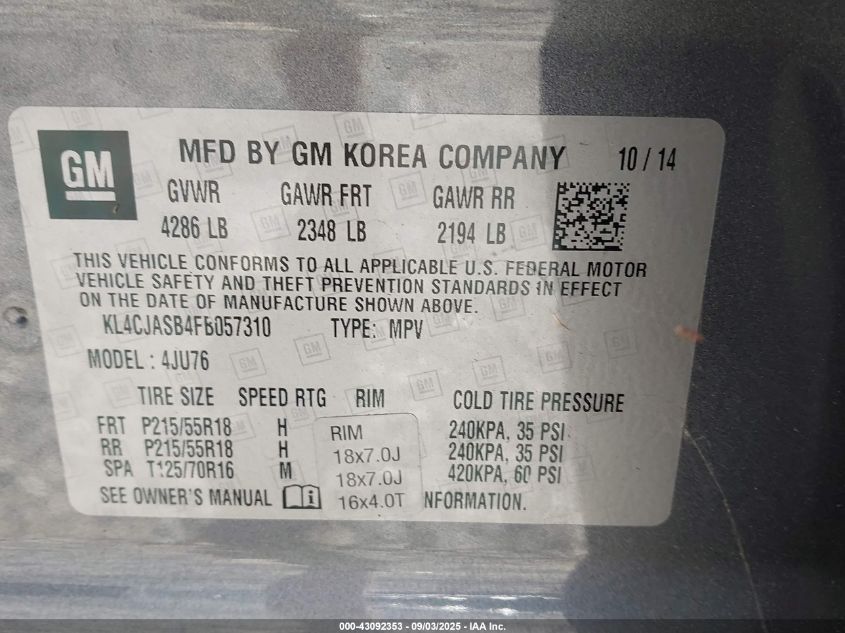 GM MFD BY GM KOREA COMPANY 10 / 14
GVWR GAWR FRT GAWR RR
4286 LB 2348 LB 2194 LB
THIS VEHICLE CONFORMS TO ALL APPLICABLE U.S. FEDERAL MOTOR
VEHICLE SAFETY AND THEFT PREVENTION STANDARDS IN EFFECT
ON THE DATE OF MANUFACTURE SHOWN ABOVE.
KL4CJASB4FB057310 TYPE: MPV
MODEL : 4JU76
TIRE SIZE SPEED RTG RIM COLD TIRE PRESSURE
FRT P215/55R18 H RIM 240KPA, 35 PSI
RR P215/55R18 H 18x7.0J 240KPA, 35 PSI
SPA T125/70R16 M 18x7.0J 420KPA, 60 PSI
SEE OWNER'S MANUAL 16x4.0T NFORMATION.
000-43092353 - 09/03/2025 - IAA Inc.